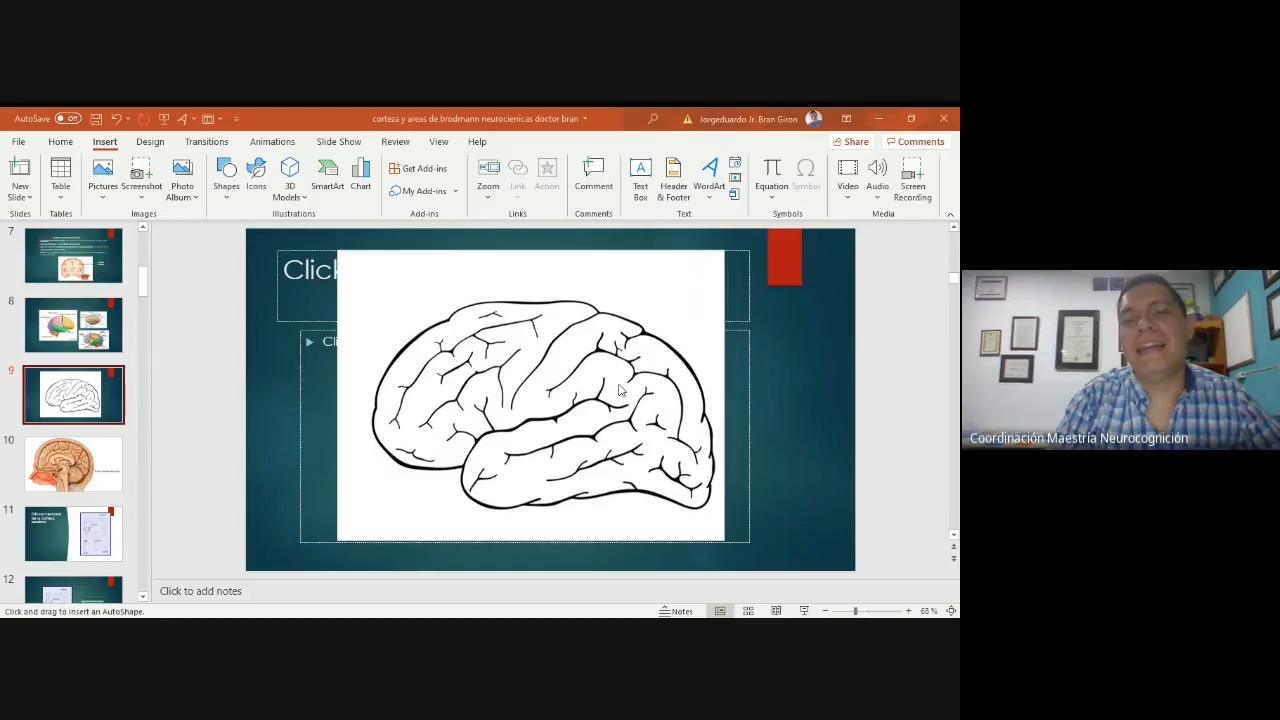 AutoSave Off
corteza y areas de brodmann neurocienicas doctor bran
Jorgeduardo Jr. Bran Giron
File Home Insert Design Transitions Animations Slide Show Review View Help
Share Comments
New Slide
Table
Pictures
Screenshot
Photo Album
Shapes
Icons
3D Models
SmartArt
Chart
Get Add-ins
My Add-ins
Zoom
Link
Action
Comment
Text Box
Header & Footer
WordArt
Equation
Symbol
Video
Audio
Screen Recording
Slides Tables Images Illustrations Add-ins Links Comments Text Symbols Media
7
8
9
10
11
12
Click
Cli
Coordinación Maestría Neurocognición
Click to add notes
Click and drag to insert an AutoShape.
Notes
68 %